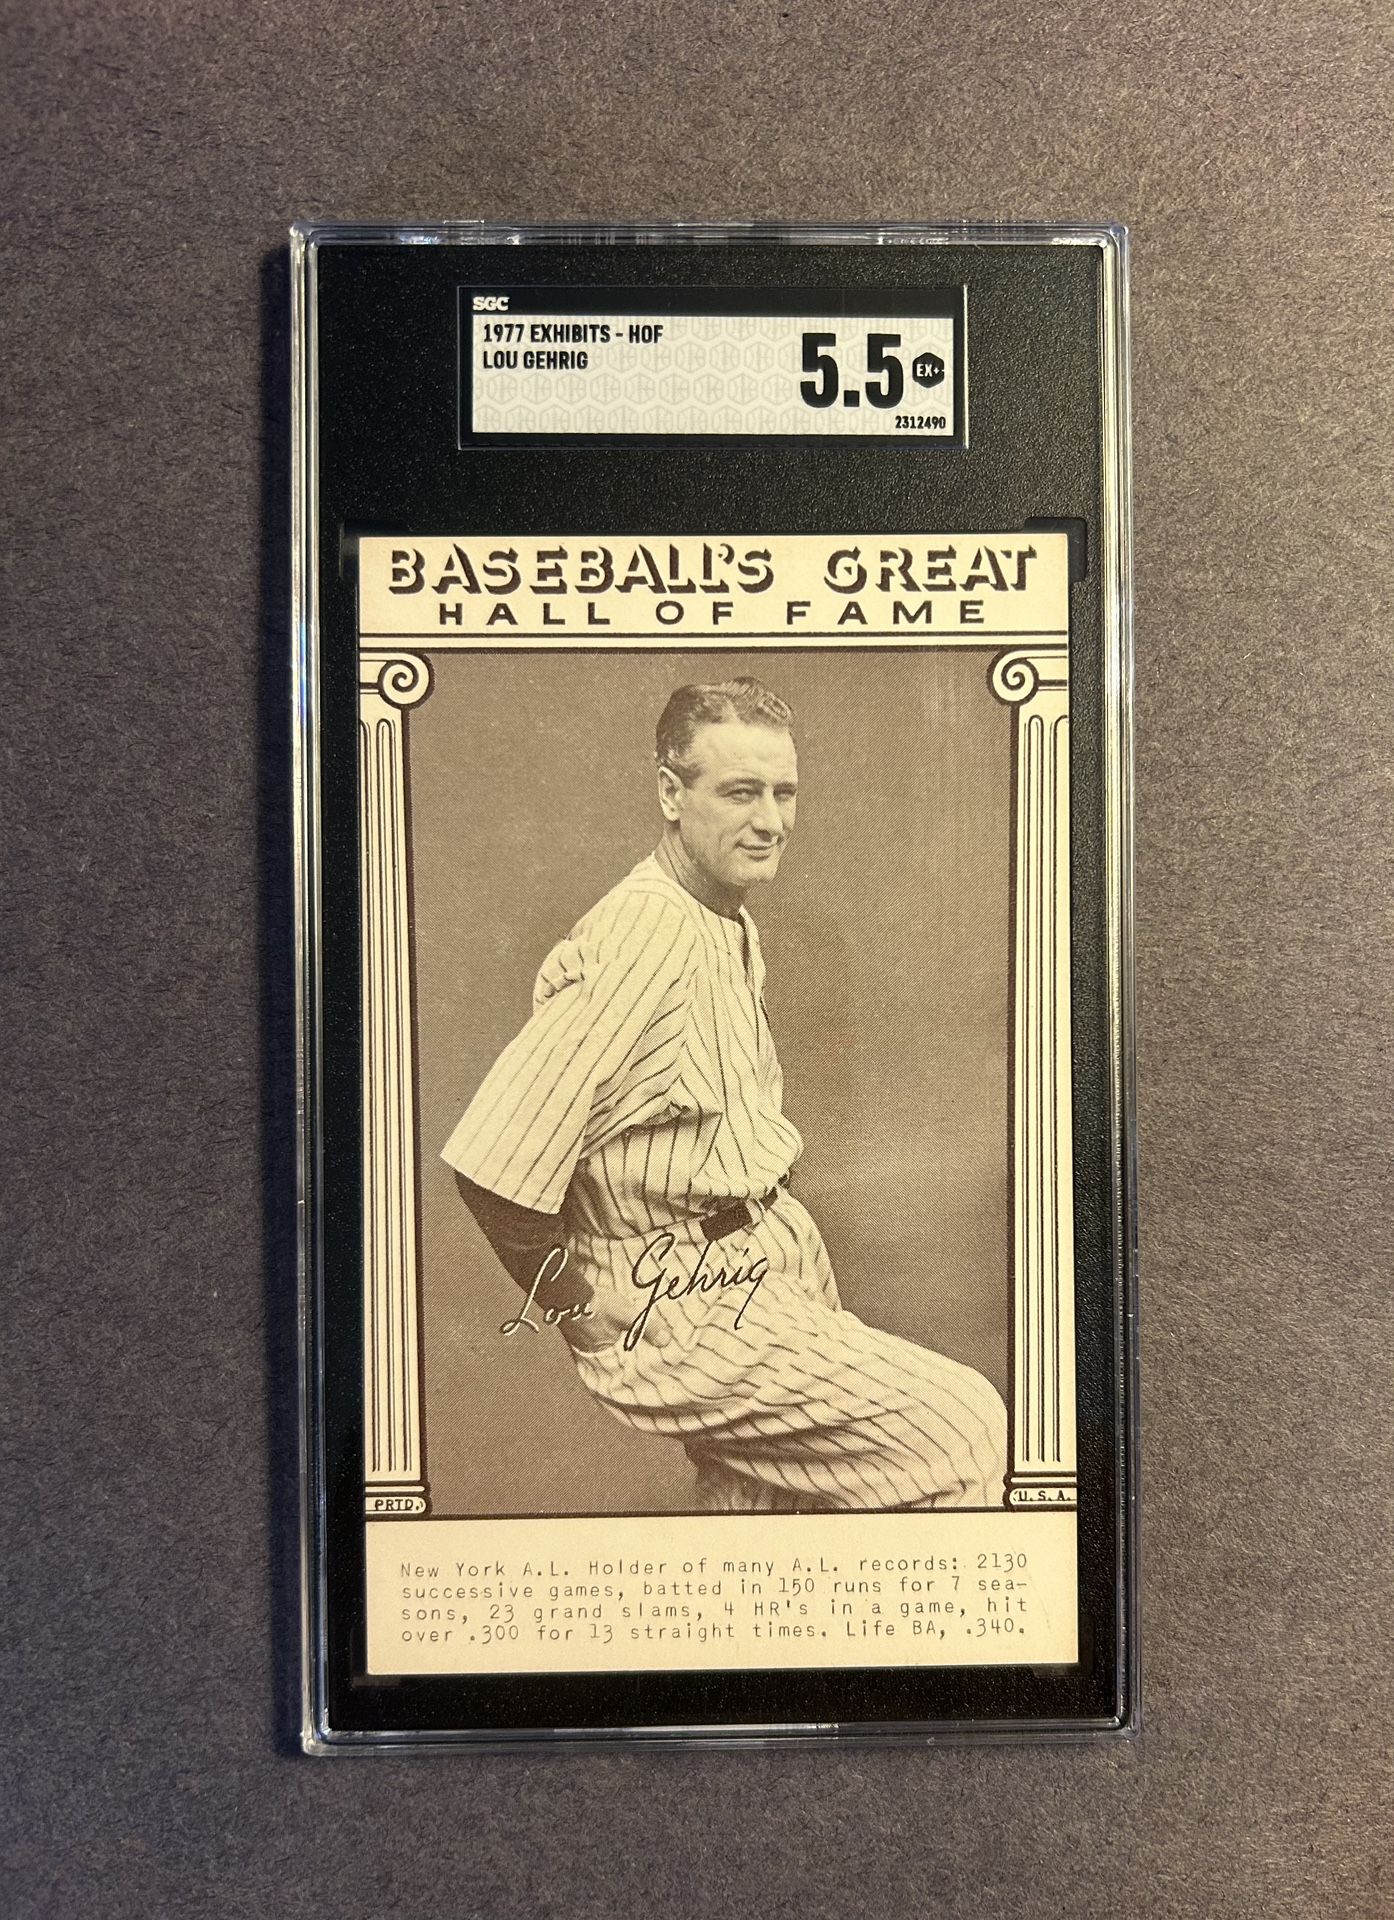 SGC
1977 EXHIBITS - HOF
LOU GEHRIG
5.5 EX+
2312490
BASEBALL'S GREAT
HALL OF FAME
Lou Gehrig
PRTD.
U.S.A.
New York A.L. Holder of many A.L. records: 2130
successive games, batted in 150 runs for 7 sea-
sons, 23 grand slams, 4 HR's in a game, hit
over .300 for 13 straight times. Life BA, .340.